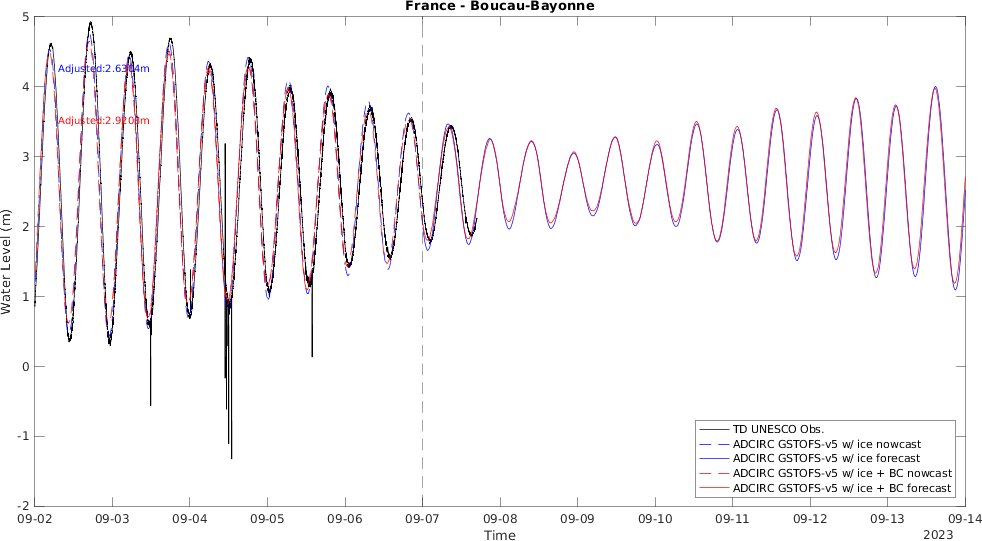 France - Boucau-Bayonne
5
4
3
2
1
0
-1
-2
Water Level (m)
Adjusted:2.6304m
Adjusted:2.9203m
TD UNESCO Obs.
ADCIRC GSTOFS-v5 w/ ice nowcast
ADCIRC GSTOFS-v5 w/ ice forecast
ADCIRC GSTOFS-v5 w/ ice + BC nowcast
ADCIRC GSTOFS-v5 w/ ice + BC forecast
09-02 09-03 09-04 09-05 09-06 09-07 09-08 09-09 09-10 09-11 09-12 09-13 09-14
Time
2023